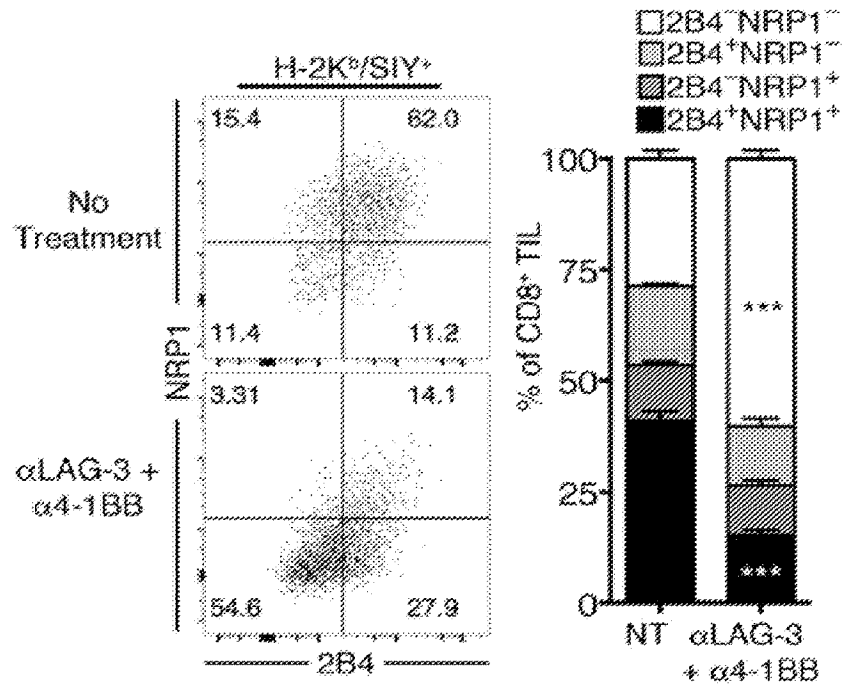 H-2Kᵇ/SIY⁺
No
Treatment
15.4 62.0
11.4 11.2
NRP1
αLAG-3 +
α4-1BB
3.31 14.1
54.6 27.9
2B4
2B4⁻NRP1⁻
2B4⁺NRP1⁻
2B4⁻NRP1⁺
2B4⁺NRP1⁺
% of CD8⁺ TIL
100
75
50
25
0
***
***
NT αLAG-3
+ α4-1BB